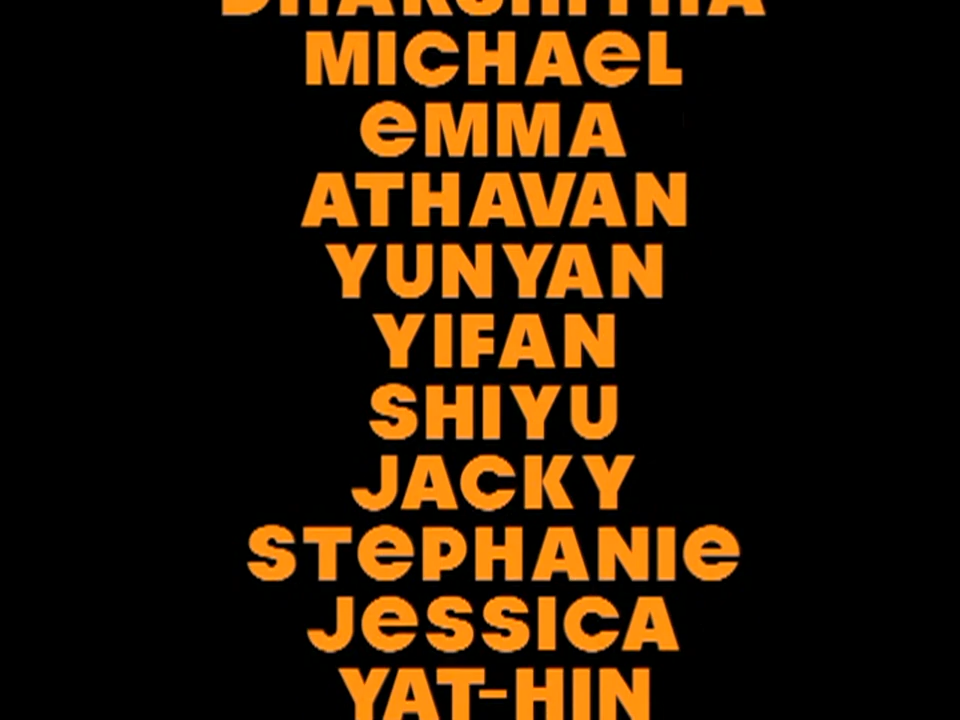 MICHAeL
eMMA
ATHAVAN
YUNYAN
YIFAN
SHIYU
JACKY
STePHANIe
JeSSICA
YAT-HIN